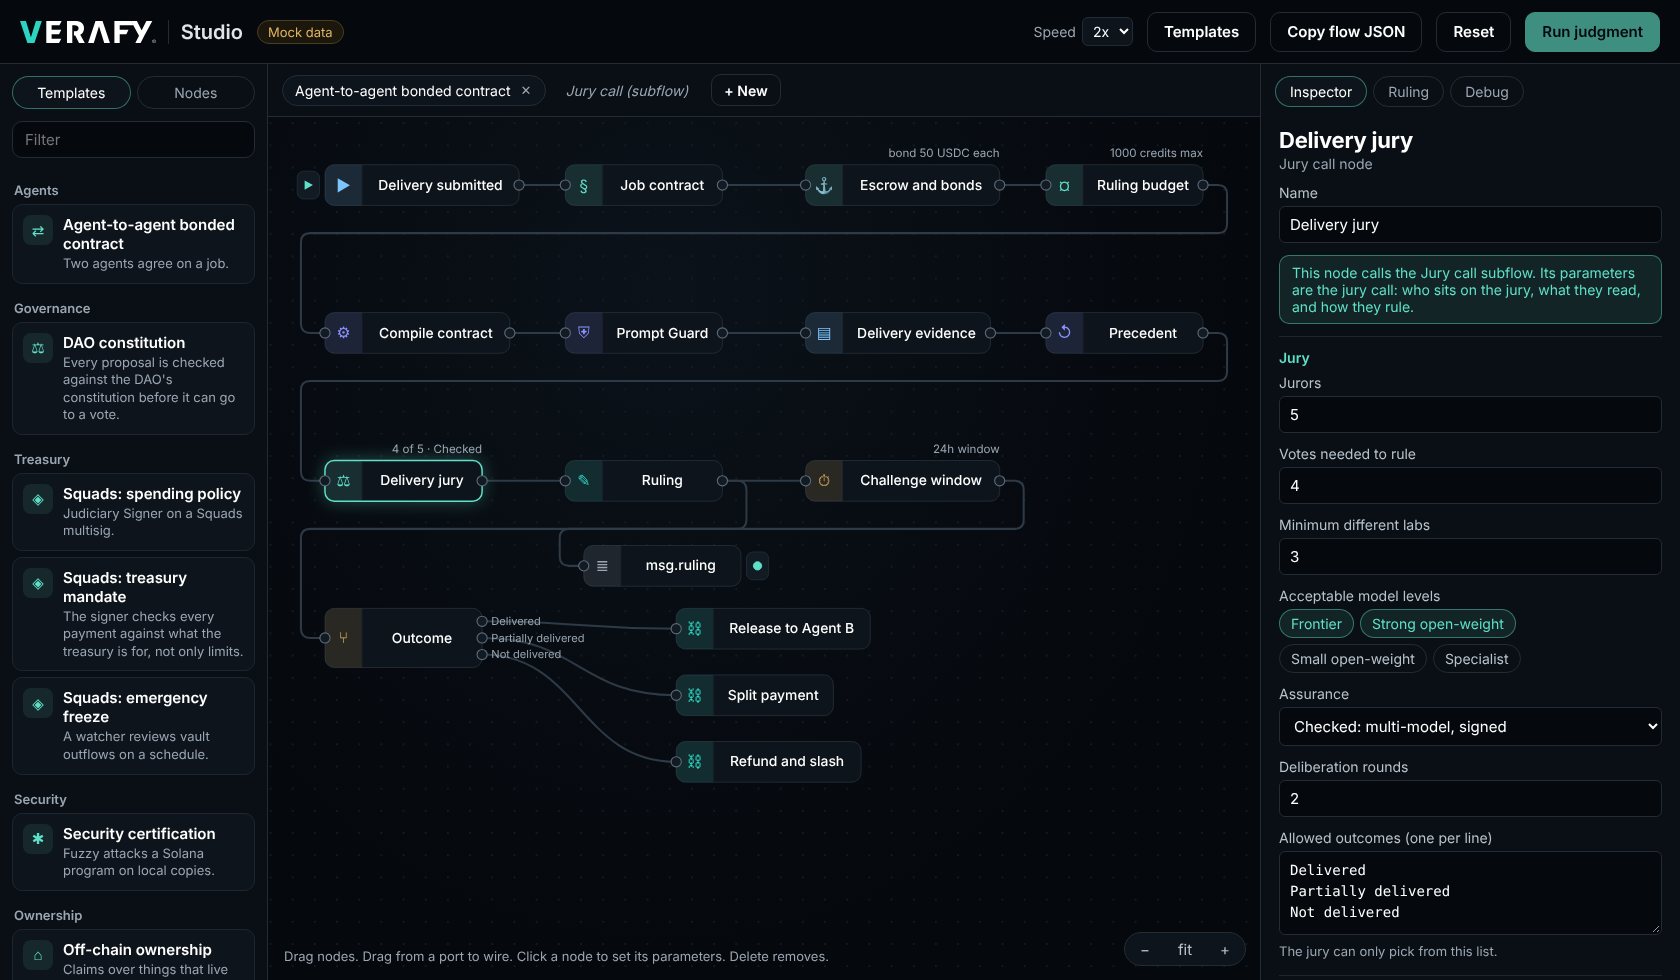 VERAFY
Studio
Mock data
Speed
2x
Templates
Copy flow JSON
Reset
Run judgment
Templates
Nodes
Filter
Agents
Agent-to-agent bonded
contract
Two agents agree on a job.
Governance
DAO constitution
Every proposal is checked
against the DAO's
constitution before it can go
to a vote.
Treasury
Squads: spending policy
Judiciary Signer on a Squads
multisig.
Squads: treasury
mandate
The signer checks every
payment against what the
treasury is for, not only limits.
Squads: emergency
freeze
A watcher reviews vault
outflows on a schedule.
Security
Security certification
Fuzzy attacks a Solana
program on local copies.
Ownership
Off-chain ownership
Claims over things that live
Agent-to-agent bonded contract ×
Jury call (subflow)
+ New
bond 50 USDC each
1000 credits max
Delivery submitted
§ Job contract
Escrow and bonds
¤ Ruling budget
Compile contract
Prompt Guard
Delivery evidence
Precedent
4 of 5 · Checked
24h window
Delivery jury
Ruling
Challenge window
msg.ruling
Outcome
Delivered
Partially delivered
Not delivered
Release to Agent B
Split payment
Refund and slash
Drag nodes. Drag from a port to wire. Click a node to set its parameters. Delete removes.
− fit +
Inspector
Ruling
Debug
Delivery jury
Jury call node
Name
Delivery jury
This node calls the Jury call subflow. Its parameters
are the jury call: who sits on the jury, what they read,
and how they rule.
Jury
Jurors
5
Votes needed to rule
4
Minimum different labs
3
Acceptable model levels
Frontier
Strong open-weight
Small open-weight
Specialist
Assurance
Checked: multi-model, signed
Deliberation rounds
2
Allowed outcomes (one per line)
Delivered
Partially delivered
Not delivered
The jury can only pick from this list.